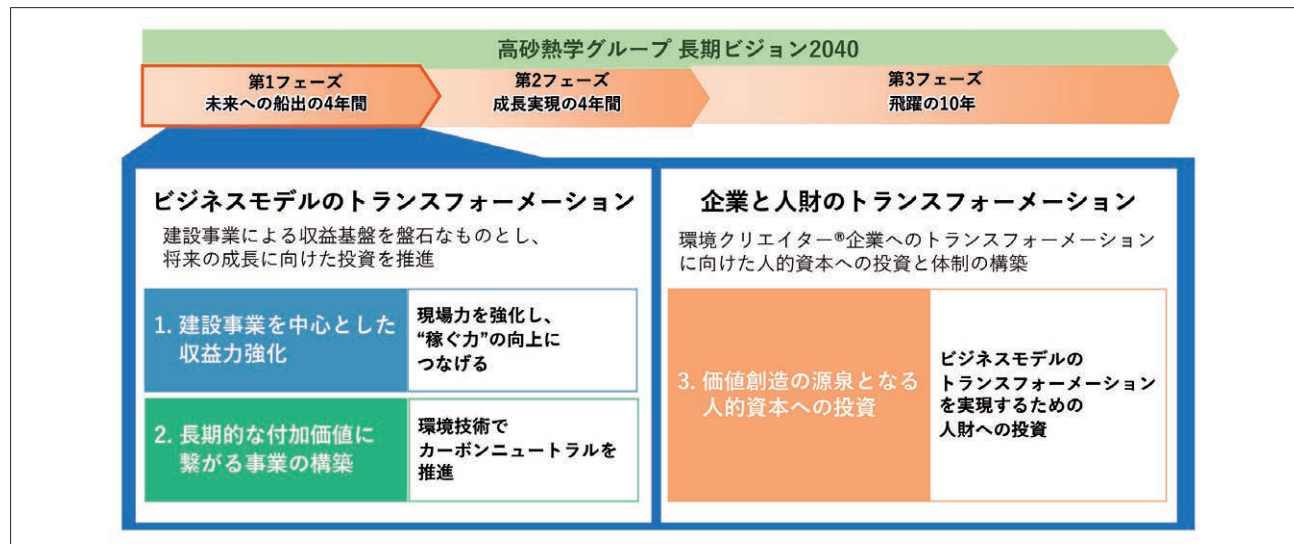 高砂熱学グループ 長期ビジョン2040
第1フェーズ
未来への船出の4年間
第2フェーズ
成長実現の4年間
第3フェーズ
飛躍の10年
ビジネスモデルのトランスフォーメーション
建設事業による収益基盤を盤石なものとし、
将来の成長に向けた投資を推進
1. 建設事業を中心とした
収益力強化
現場力を強化し、
“稼ぐ力”の向上に
つなげる
2. 長期的な付加価値に
繋がる事業の構築
環境技術で
カーボンニュートラルを
推進
企業と人財のトランスフォーメーション
環境クリエイター®企業へのトランスフォーメーション
に向けた人的資本への投資と体制の構築
3. 価値創造の源泉となる
人的資本への投資
ビジネスモデルの
トランスフォーメーション
を実現するための
人財への投資